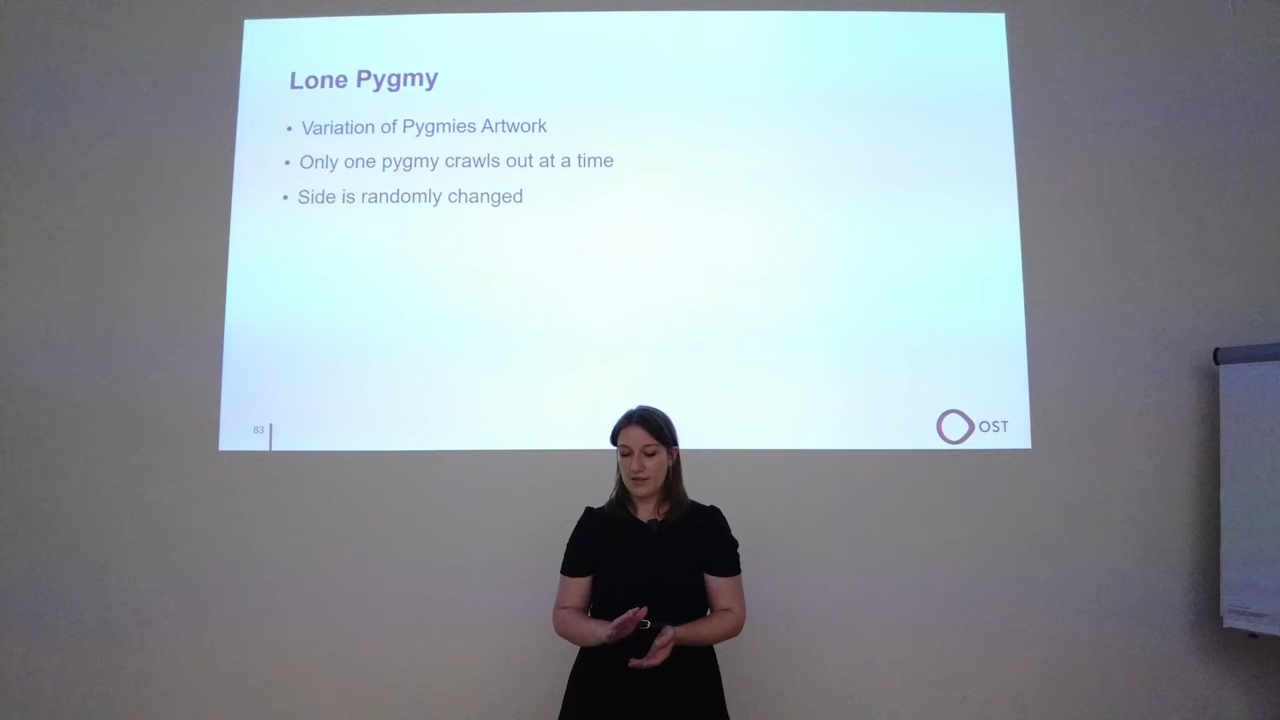 Lone Pygmy
• Variation of Pygmies Artwork
• Only one pygmy crawls out at a time
• Side is randomly changed
83
OST